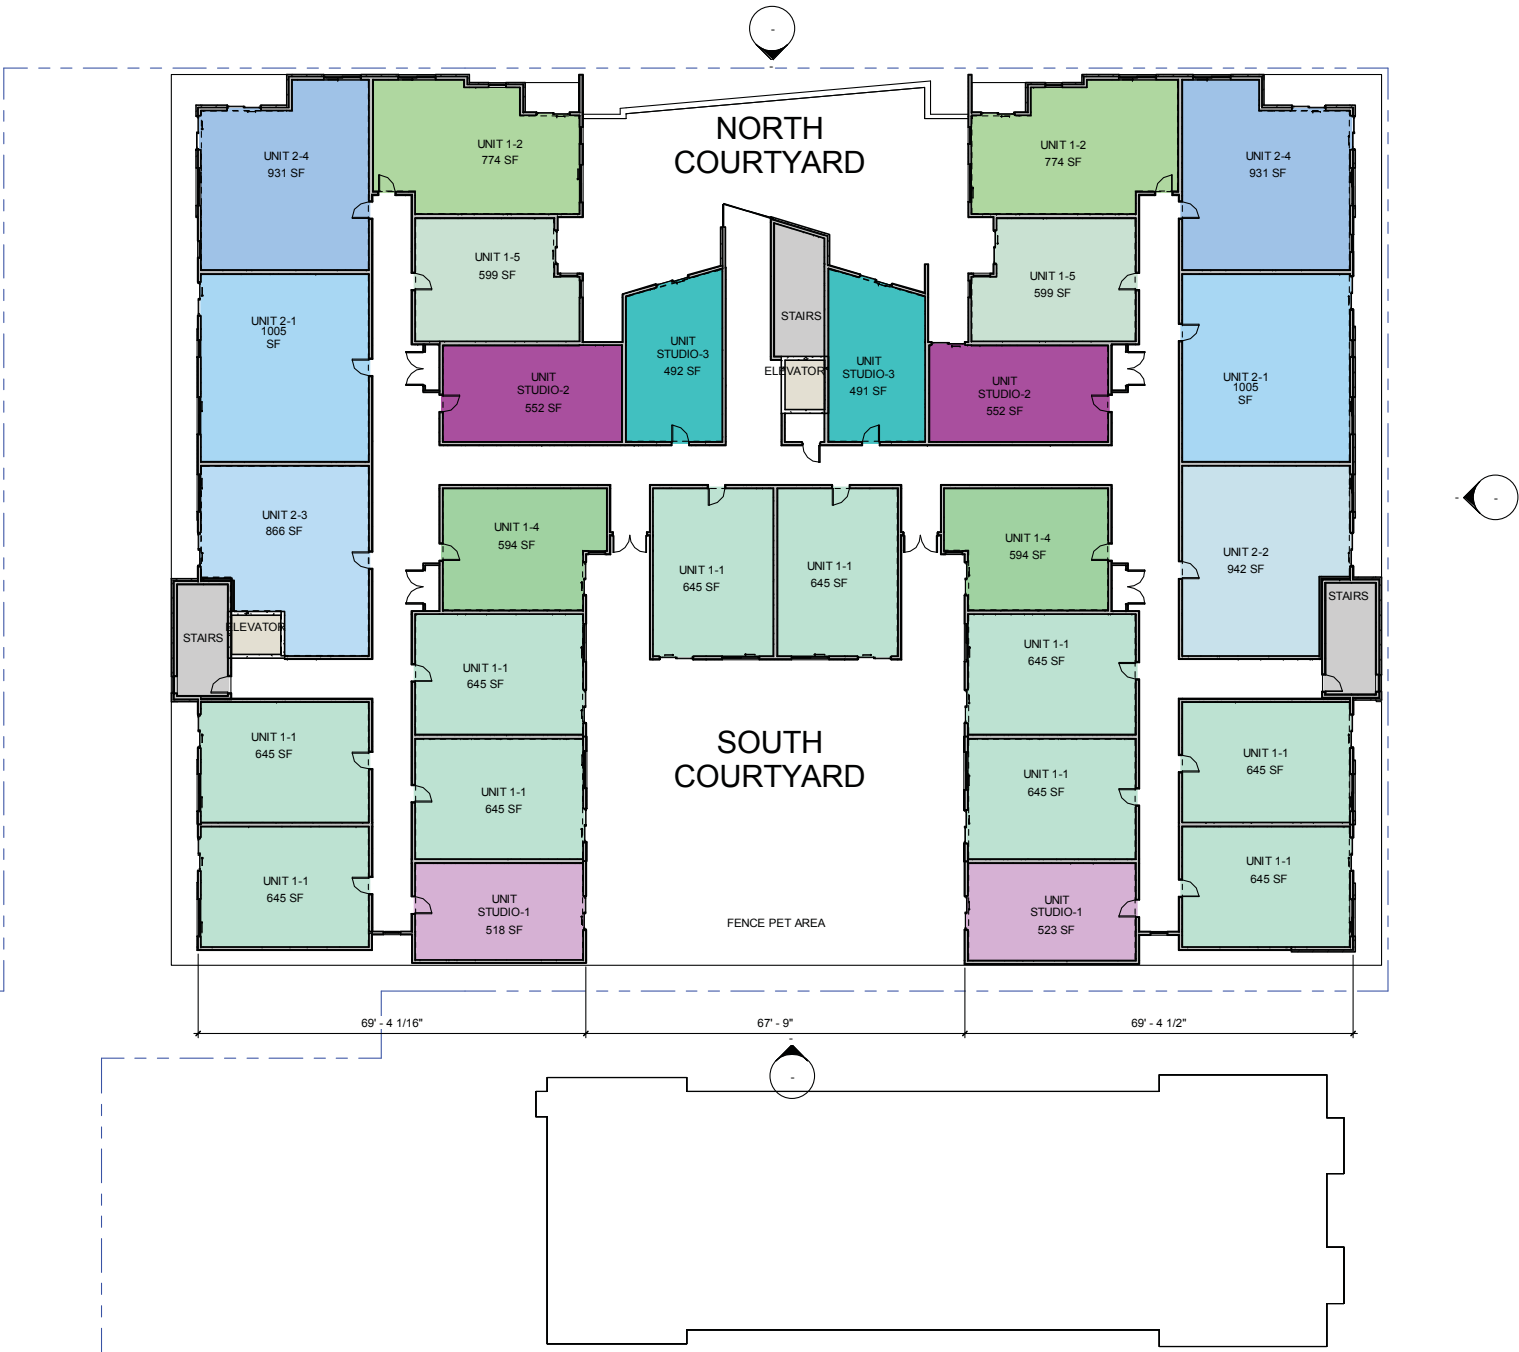 -
NORTH
COURTYARD
UNIT 2-4
931 SF
UNIT 1-2
774 SF
UNIT 1-2
774 SF
UNIT 2-4
931 SF
UNIT 1-5
599 SF
UNIT 1-5
599 SF
UNIT 2-1
1005
SF
UNIT
STUDIO-3
492 SF
STAIRS
ELEVATOR
UNIT
STUDIO-3
491 SF
UNIT
STUDIO-2
552 SF
UNIT
STUDIO-2
552 SF
UNIT 2-1
1005
SF
UNIT 2-3
866 SF
UNIT 1-4
594 SF
UNIT 1-1
645 SF
UNIT 1-1
645 SF
UNIT 1-4
594 SF
UNIT 2-2
942 SF
- -
STAIRS
ELEVATOR
STAIRS
UNIT 1-1
645 SF
UNIT 1-1
645 SF
UNIT 1-1
645 SF
SOUTH
COURTYARD
UNIT 1-1
645 SF
UNIT 1-1
645 SF
UNIT 1-1
645 SF
UNIT 1-1
645 SF
UNIT
STUDIO-1
518 SF
FENCE PET AREA
UNIT
STUDIO-1
523 SF
UNIT 1-1
645 SF
69' - 4 1/16"
67' - 9"
69' - 4 1/2"
-
-